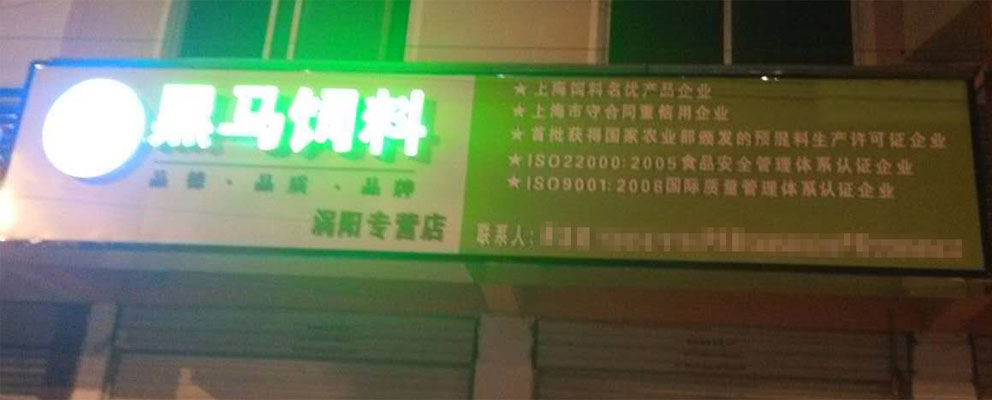 黑马饲料
品德·品质·品牌
涡阳专营店
★上海饲料名优产品企业
★上海市守合同重信用企业
★首批获得国家农业部颁发的预混料生产许可证企业
★ISO22000:2005食品安全管理体系认证企业
★ISO9001:2008国际质量管理体系认证企业
联系人: